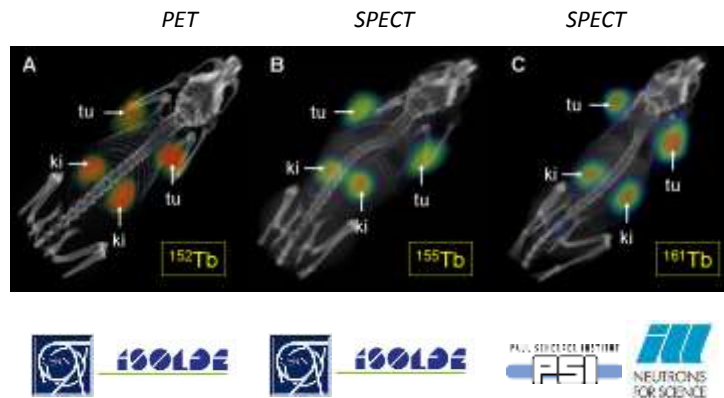 PET SPECT SPECT
A B C
tu tu tu
ki ki ki
tu tu tu
ki ki ki
152Tb 155Tb 161Tb
ISOLDE ISOLDE PAUL SCHERRER INSTITUT
PSI
ill
NEUTRONS
FOR SCIENCE